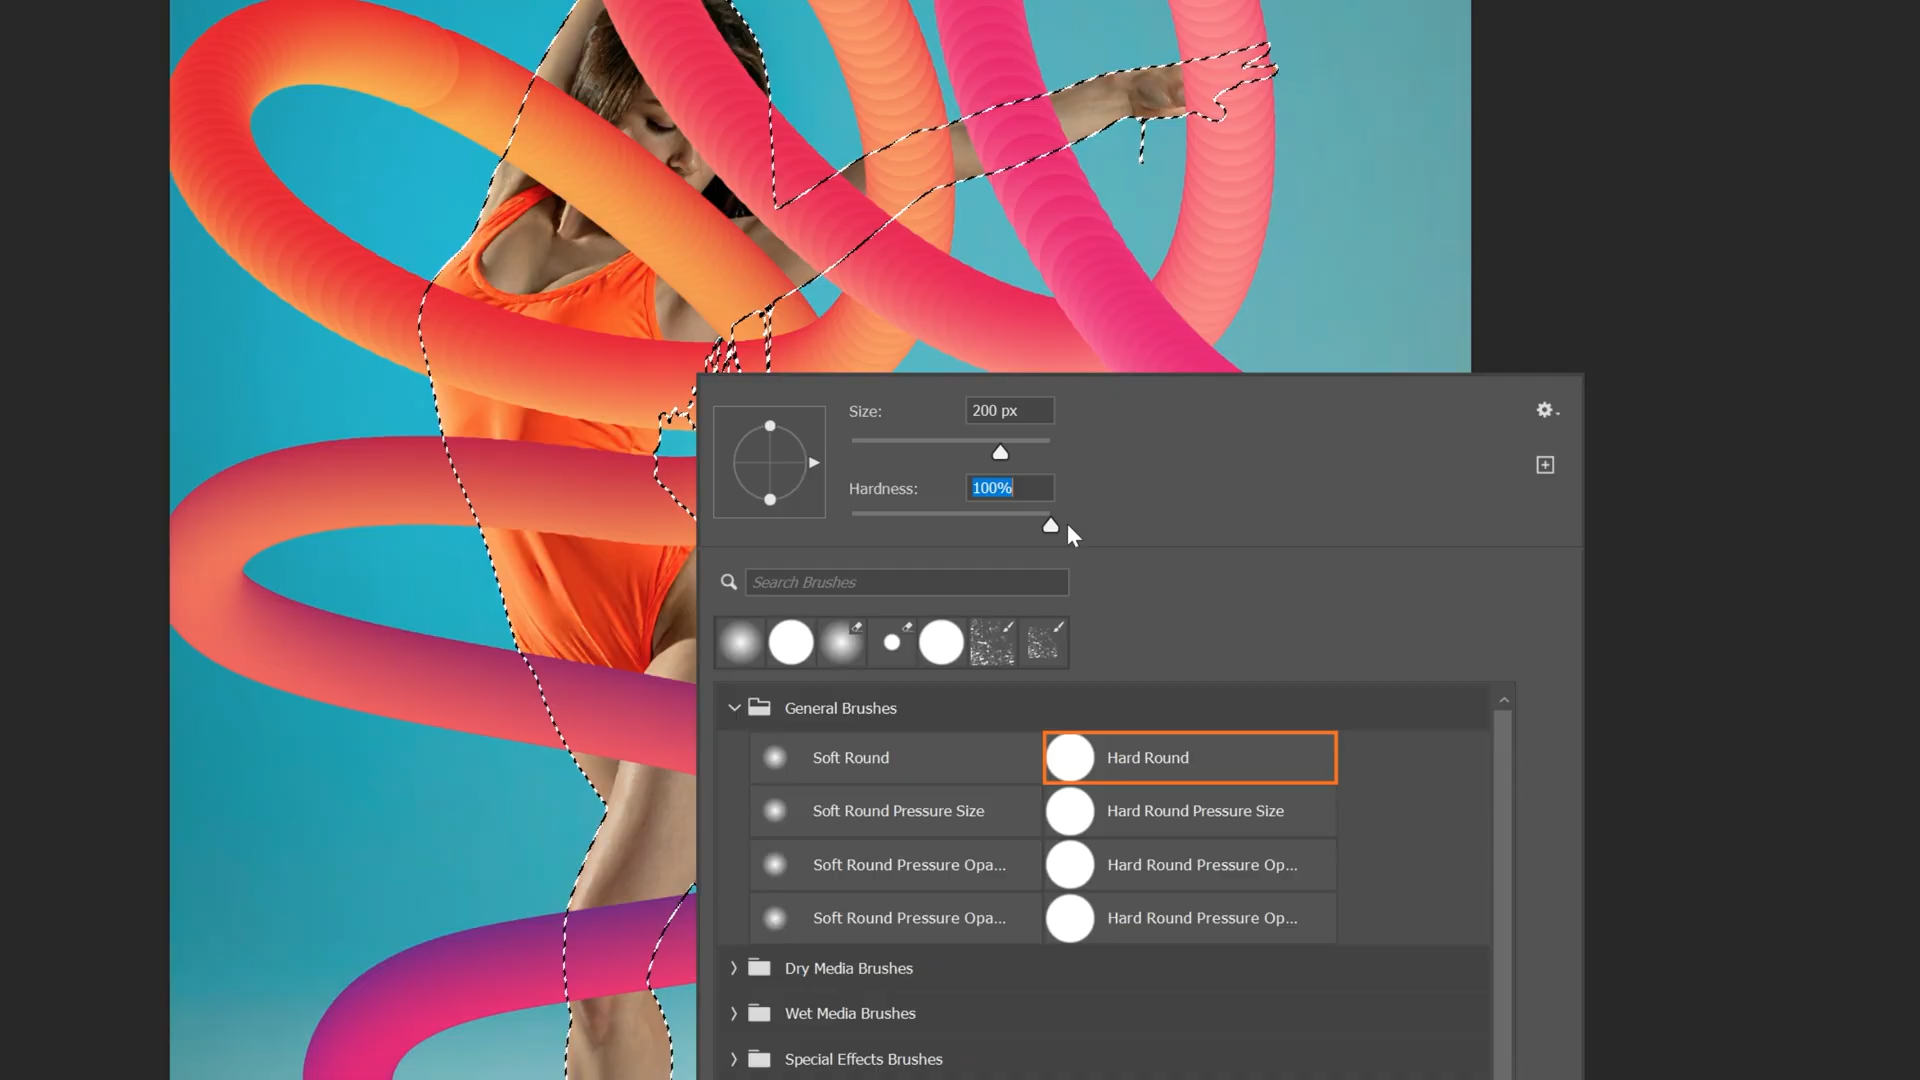 Size:
200 px
Hardness:
100%
Search Brushes
General Brushes
Soft Round
Hard Round
Soft Round Pressure Size
Hard Round Pressure Size
Soft Round Pressure Opa...
Hard Round Pressure Op...
Soft Round Pressure Opa...
Hard Round Pressure Op...
Dry Media Brushes
Wet Media Brushes
Special Effects Brushes